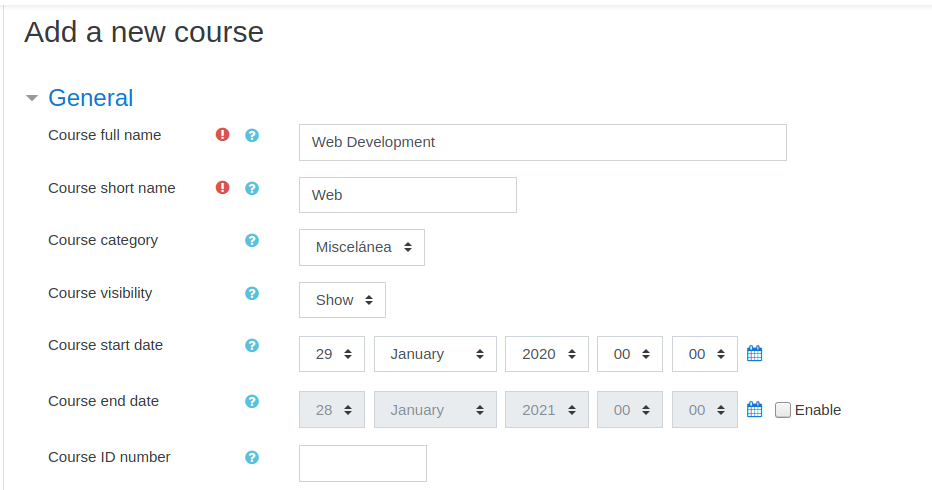 Add a new course
General
Course full name Web Development
Course short name Web
Course category Miscelánea
Course visibility Show
Course start date 29 January 2020 00 00
Course end date 28 January 2021 00 00 Enable
Course ID number